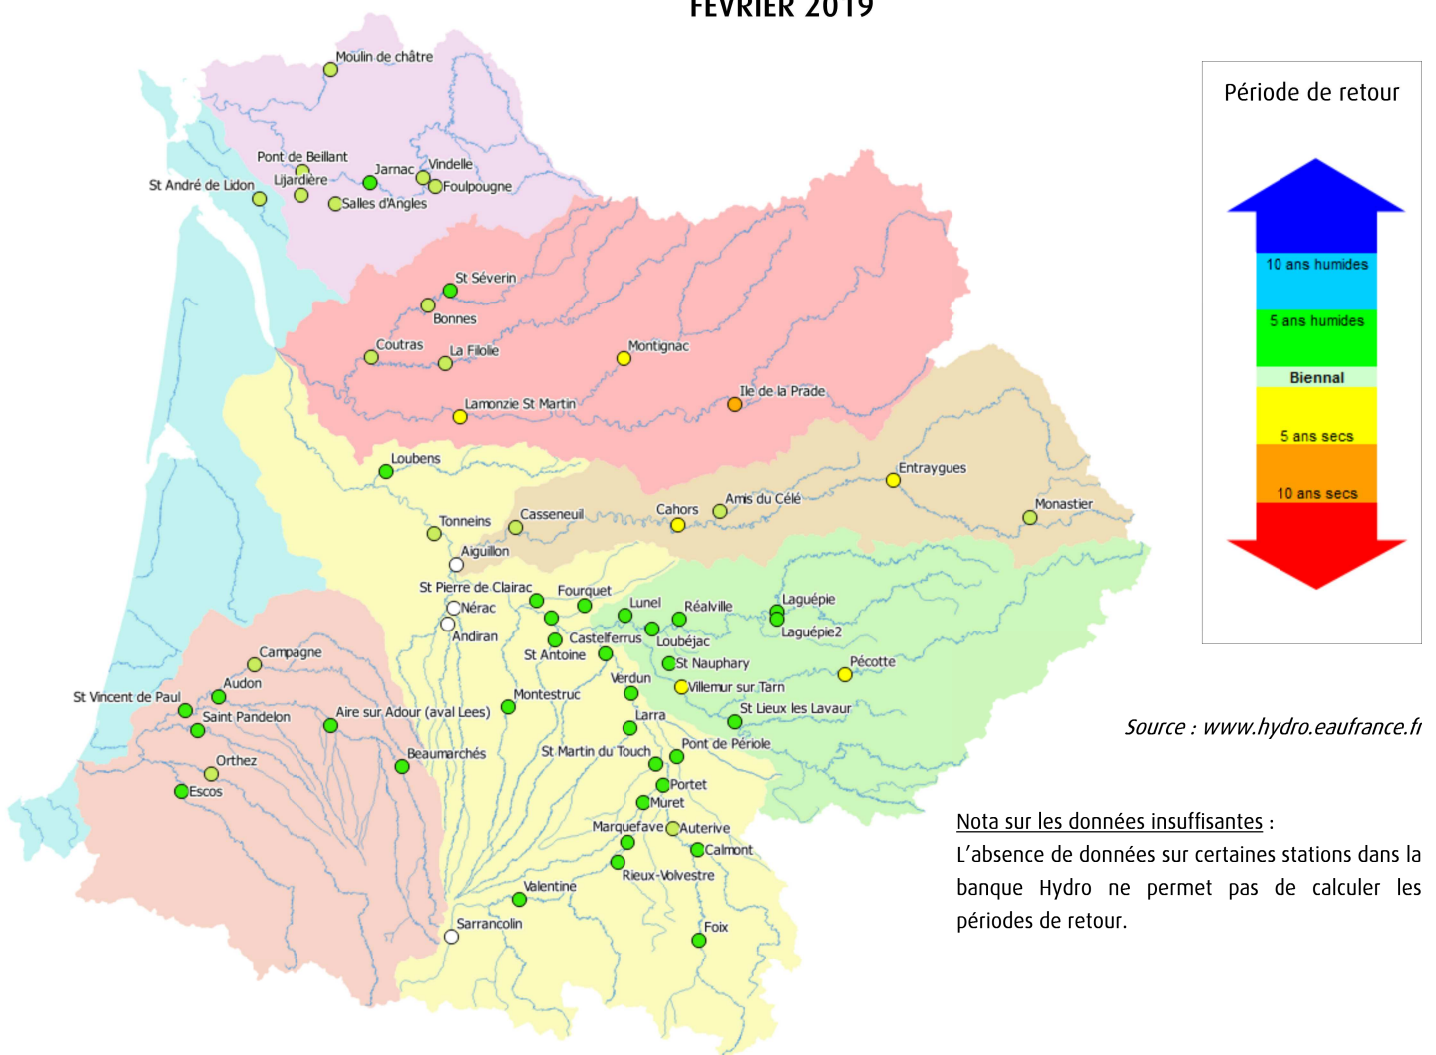 FÉVRIER 2019
Moulin de châtre
Pont de Beillant
Jarnac
Vindelle
Lijardière
Foulpougne
St André de Lidon
Salles d'Angles
St Séverin
Bonnes
Coutras
La Filolie
Montignac
Ile de la Prade
Lamonzie St Martin
Loubens
Entraygues
Tonneins
Casseneuil
Cahors
Amis du Célé
Monastier
Aiguillon
St Pierre de Clairac
Fourquet
Nérac
Lunel
Réalville
Laguépie
Andiran
Castelferrus
Loubéjac
Laguépie2
St Antoine
Campagne
St Nauphary
Pécotte
Verdun
Villemur sur Tarn
Audon
St Vincent de Paul
Montestruc
Saint Pandelon
Aire sur Adour (aval Lees)
Larra
St Lieux les Lavaur
Orthez
Beaumarchés
St Martin du Touch
Pont de Périole
Escos
Portet
Muret
Marquefave
Auterive
Calmont
Rieux-Volvestre
Valentine
Sarrancolin
Foix
Période de retour
10 ans humides
5 ans humides
Biennal
5 ans secs
10 ans secs
Source : www.hydro.eaufrance.fr
Nota sur les données insuffisantes :
L'absence de données sur certaines stations dans la
banque Hydro ne permet pas de calculer les
périodes de retour.